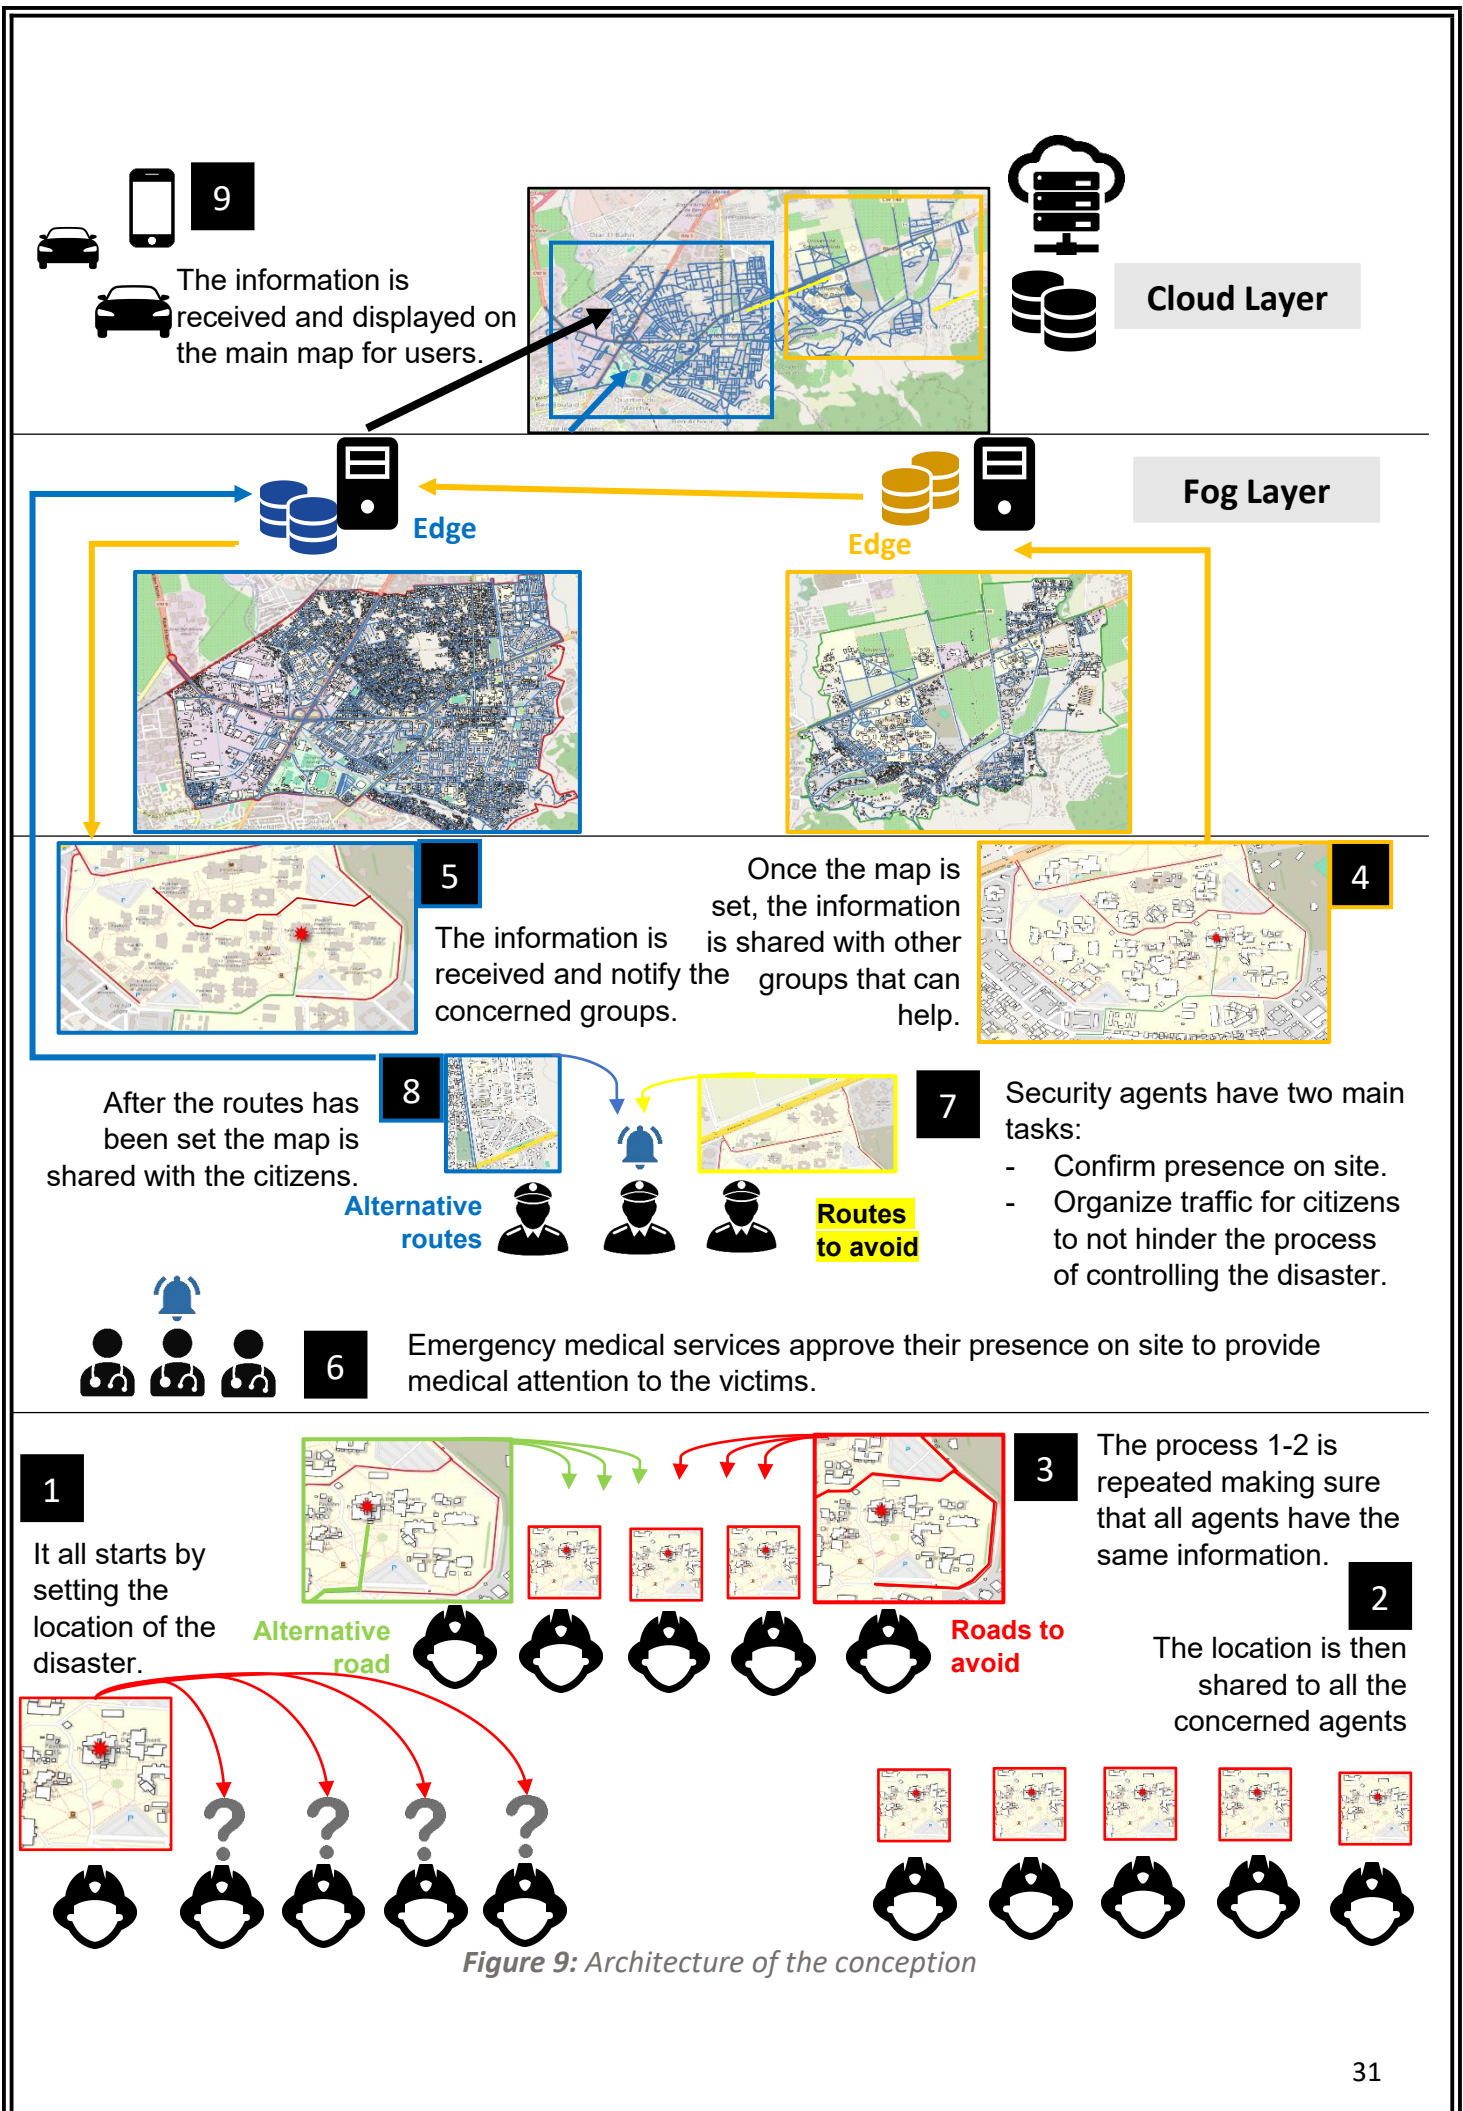 9
The information is
received and displayed on
the main map for users.
Cloud Layer
Fog Layer
Edge
Edge
5
The information is
received and notify the
concerned groups.
Once the map is
set, the information
is shared with other
groups that can
help.
4
After the routes has
been set the map is
shared with the citizens.
8
Alternative
routes
Routes
to avoid
7
Security agents have two main
tasks:
- Confirm presence on site.
- Organize traffic for citizens
to not hinder the process
of controlling the disaster.
6
Emergency medical services approve their presence on site to provide
medical attention to the victims.
1
It all starts by
setting the
location of the
disaster.
Alternative
road
Roads to
avoid
3
The process 1-2 is
repeated making sure
that all agents have the
same information.
2
The location is then
shared to all the
concerned agents
? ? ? ?
Figure 9: Architecture of the conception
31